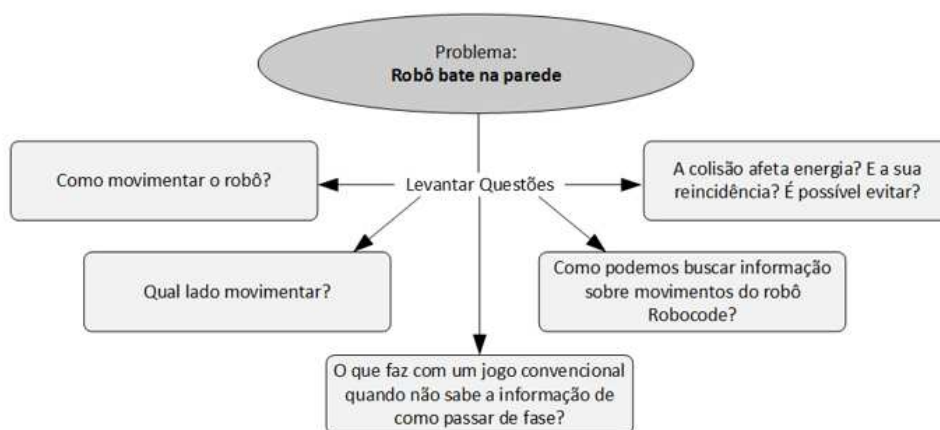 Problema:
Robô bate na parede
Como movimentar o robô?
Levantar Questões
A colisão afeta energia? E a sua
reincidência? É possível evitar?
Qual lado movimentar?
Como podemos buscar informação
sobre movimentos do robô
Robocode?
O que faz com um jogo convencional
quando não sabe a informação de
como passar de fase?